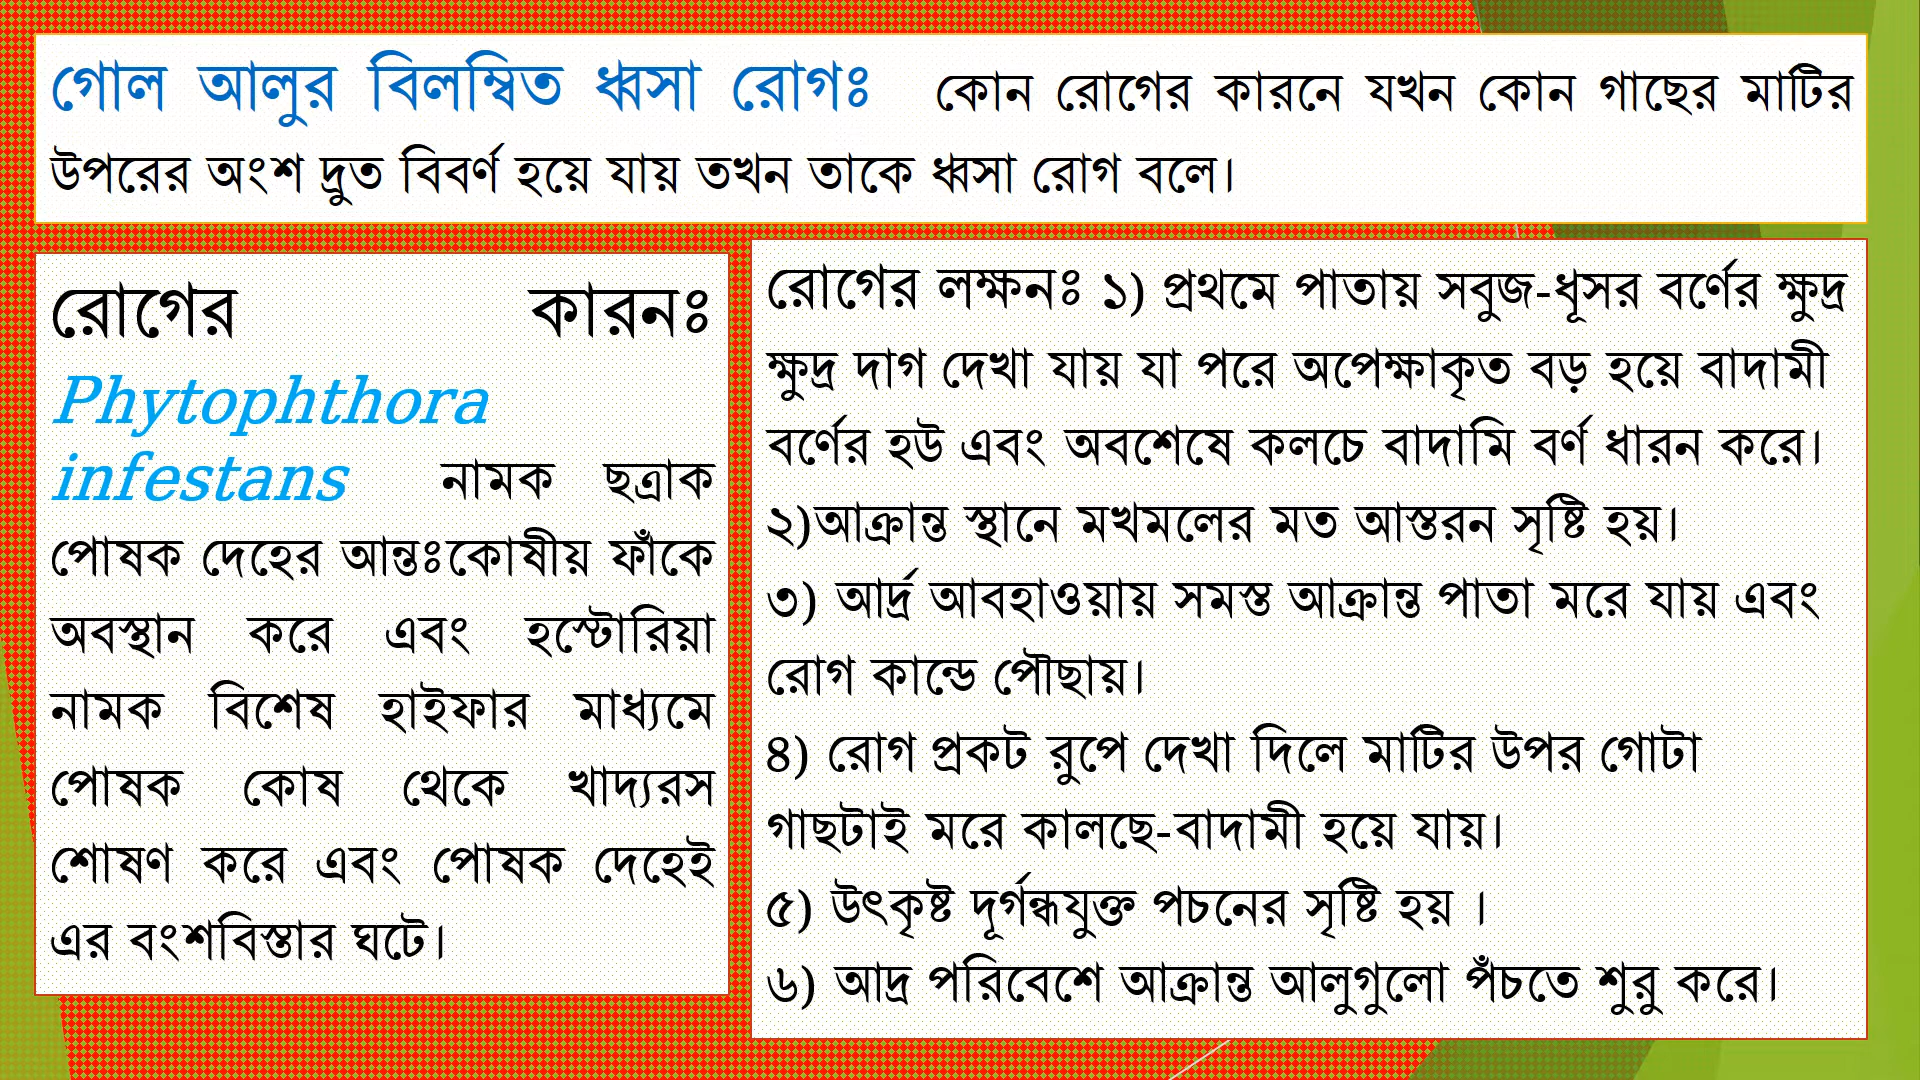 গোল আলুর বিলম্বিত ধ্বসা রোগঃ কোন রোগের কারনে যখন কোন গাছের মাটির
উপরের অংশ দ্রুত বিবর্ণ হয়ে যায় তখন তাকে ধ্বসা রোগ বলে।
রোগের কারনঃ
Phytophthora
infestans নামক ছত্রাক
পোষক দেহের আন্তঃকোষীয় ফাঁকে
অবস্থান করে এবং হস্টোরিয়া
নামক বিশেষ হাইফার মাধ্যমে
পোষক কোষ থেকে খাদ্যরস
শোষণ করে এবং পোষক দেহেই
এর বংশবিস্তার ঘটে।
রোগের লক্ষনঃ ১) প্রথমে পাতায় সবুজ-ধূসর বর্ণের ক্ষুদ্র
ক্ষুদ্র দাগ দেখা যায় যা পরে অপেক্ষাকৃত বড় হয়ে বাদামী
বর্ণের হউ এবং অবশেষে কলচে বাদামি বর্ণ ধারন করে।
২)আক্রান্ত স্থানে মখমলের মত আস্তরন সৃষ্টি হয়।
৩) আর্দ্র আবহাওয়ায় সমস্ত আক্রান্ত পাতা মরে যায় এবং
রোগ কান্ডে পৌছায়।
৪) রোগ প্রকট রুপে দেখা দিলে মাটির উপর গোটা
গাছটাই মরে কালছে-বাদামী হয়ে যায়।
৫) উৎকৃষ্ট দূর্গন্ধযুক্ত পচনের সৃষ্টি হয় ।
৬) আদ্র পরিবেশে আক্রান্ত আলুগুলো পঁচতে শুরু করে।